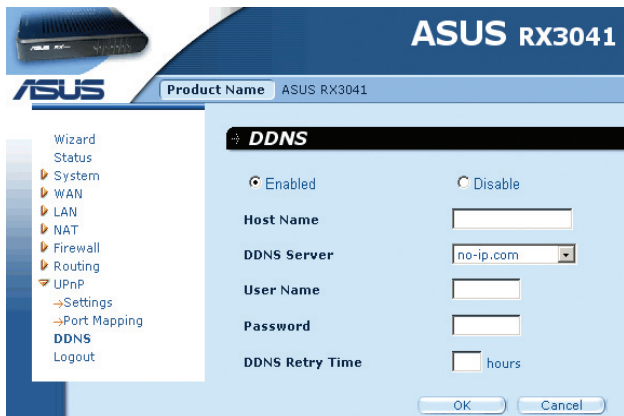 ASUS RX3041
ASUS
Product Name ASUS RX3041
Wizard
Status
System
WAN
LAN
NAT
Firewall
Routing
UPnP
→Settings
→Port Mapping
DDNS
Logout
DDNS
Enabled Disable
Host Name
DDNS Server no-ip.com
User Name
Password
DDNS Retry Time hours
OK Cancel